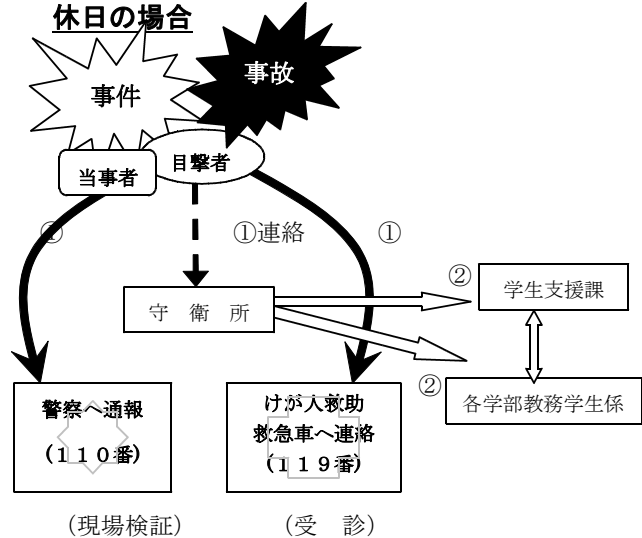 休日の場合
事件
事故
当事者
目撃者
①
①連絡
①
守　衛　所
②
学生支援課
②
各学部教務学生係
警察へ通報
(１１０番)
けが人救助
救急車へ連絡
(１１９番)
（現場検証）
（受　診）